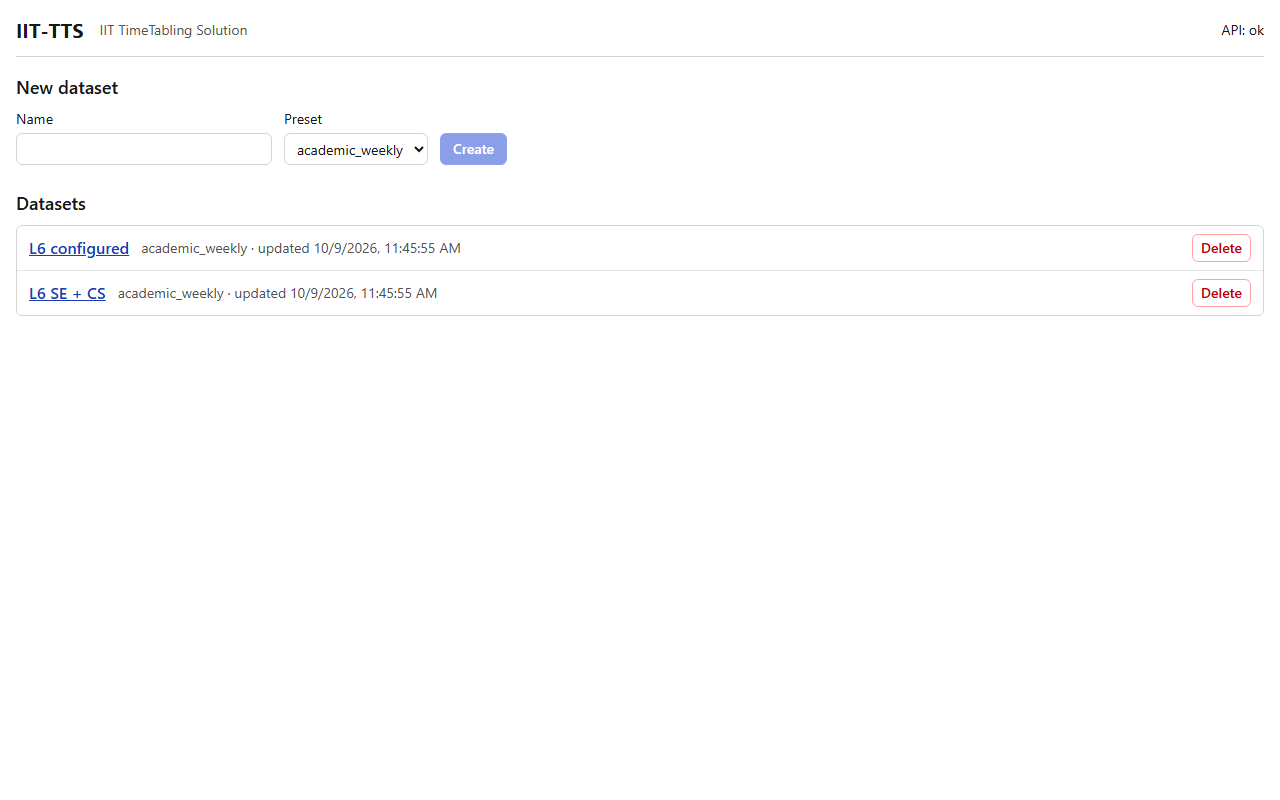 IIT-TTS IIT TimeTabling Solution API: ok
New dataset
Name Preset
academic_weekly Create
Datasets
L6 configured academic_weekly · updated 10/9/2026, 11:45:55 AM Delete
L6 SE + CS academic_weekly · updated 10/9/2026, 11:45:55 AM Delete